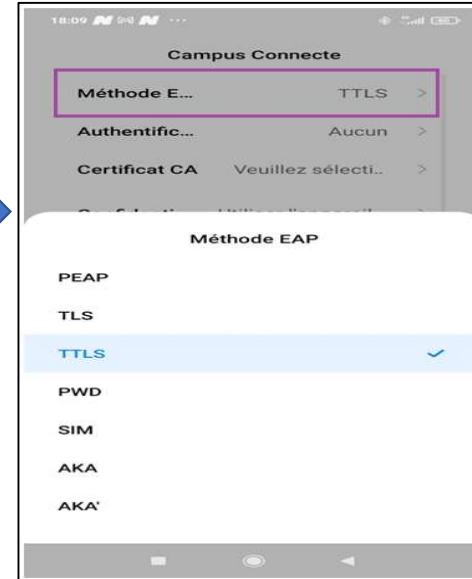 18:09
Campus Connecte
Méthode E... TTLS >
Authentific... Aucun >
Certificat CA Veuillez sélecti.. >
Méthode EAP
PEAP
TLS
TTLS
PWD
SIM
AKA
AKA'